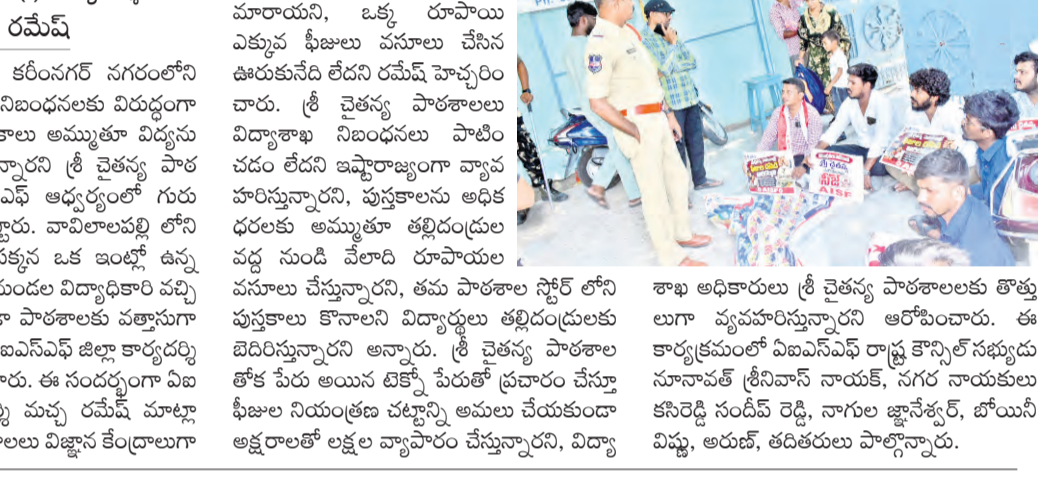 రమేష్
కరీంనగర్ నగరంలోని
నిబంధనలకు విరుద్ధంగా
కాలు అమ్ముతూ విద్యను
న్నారని శ్రీ చైతన్య పాఠ
ఎఫ్ ఆధ్వర్యంలో గురు
వావిలాలపల్లి లోని
పక్కన ఒక ఇంట్లో ఉన్న
మండల విద్యాధికారి వచ్చి
పాఠశాలకు వత్తాసుగా
ఐఎస్ఎఫ్ జిల్లా కార్యదర్శి
ఈ సందర్భంగా ఏఐ
మచ్చ రమేష్ మాట్లా
విజ్ఞాన కేంద్రాలుగా
మారాయని, ఒక్క రూపాయి
ఎక్కువ ఫీజులు వసూలు చేసిన
ఊరుకునేది లేదని రమేష్ హెచ్చరిం
చారు. శ్రీ చైతన్య పాఠశాలలు
విద్యాశాఖ నిబంధనలు పాటిం
చడం లేదని ఇష్టారాజ్యంగా వ్యావ
హరిస్తున్నారని, పుస్తకాలను అధిక
ధరలకు అమ్ముతూ తల్లిదండ్రుల
వద్ద నుండి వేలాది రూపాయల
వసూలు చేస్తున్నారని, తమ పాఠశాల స్టోర్ లోని
పుస్తకాలు కొనాలని విద్యార్థులు తల్లిదండ్రులకు
బెదిరిస్తున్నారని అన్నారు. శ్రీ చైతన్య పాఠశాల
తోక పేరు అయిన టెక్నో పేరుతో ప్రచారం చేస్తూ
ఫీజుల నియంత్రణ చట్టాన్ని అమలు చేయకుండా
అక్షరాలతో లక్షల వ్యాపారం చేస్తున్నారని, విద్యా
శాఖ అధికారులు శ్రీ చైతన్య పాఠశాలలకు తొత్తు
లుగా వ్యవహరిస్తున్నారని ఆరోపించారు. ఈ
కార్యక్రమంలో ఏఐఎస్ఎఫ్ రాష్ట్ర కౌన్సిల్ సభ్యుడు
నూనావత్ శ్రీనివాస్ నాయక్, నగర నాయకులు
కసిరెడ్డి సందీప్ రెడ్డి, నాగుల జ్ఞానేశ్వర్, బోయినీ
విష్ణు, అరుణ్, తదితరులు పాల్గొన్నారు.